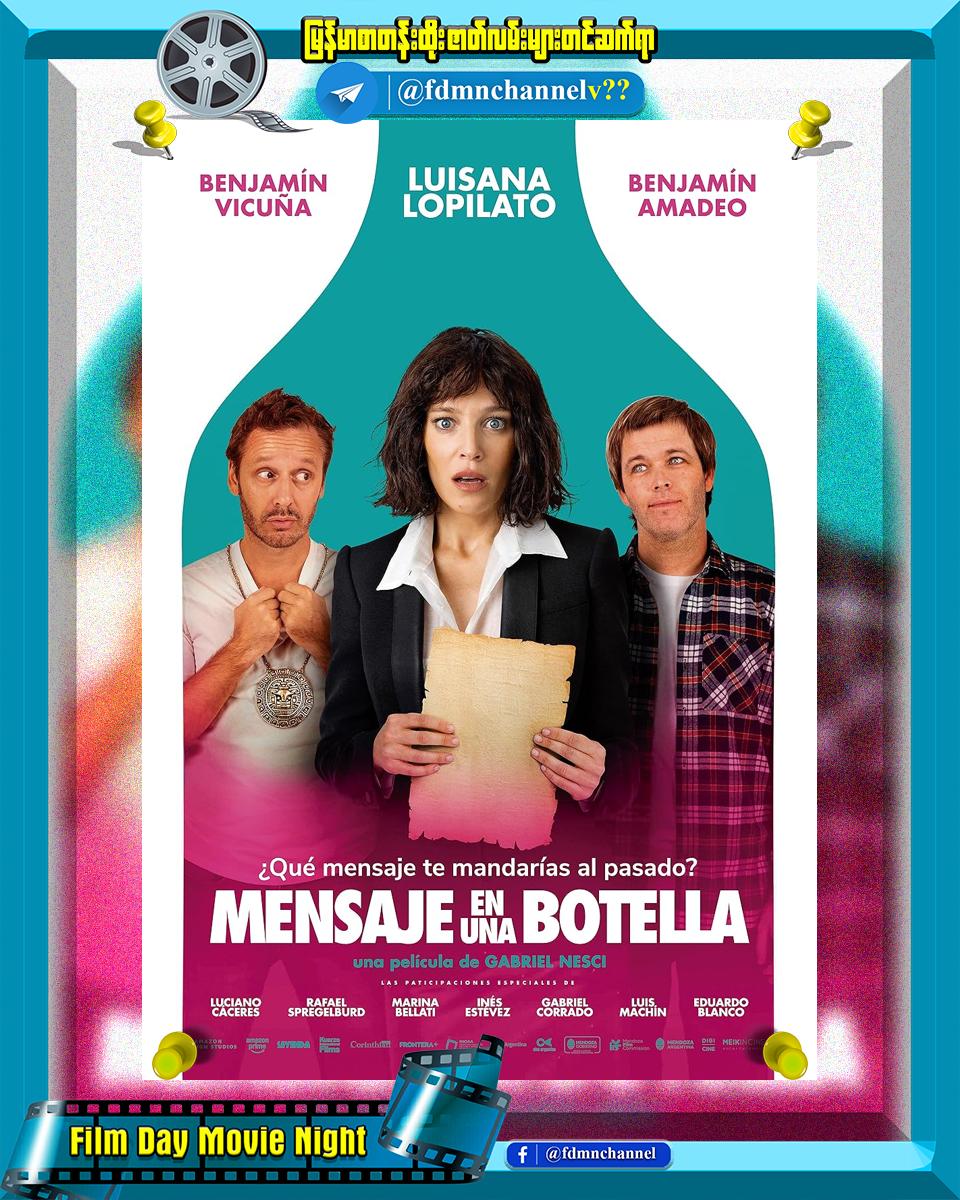 မြန်မာစာတန်းထိုးဇာတ်လမ်းများတင်ဆက်ရာ
@fdmnchannelv??
BENJAMÍN
VICUÑA
LUISANA
LOPILATO
BENJAMÍN
AMADEO
¿Qué mensaje te mandarías al pasado?
MENSAJE EN UNA BOTELLA
una película de GABRIEL NESCI
LAS PATICIPACIONES ESPECIALES DE
LUCIANO CÁCERES
RAFAEL SPREGELBURD
MARINA BELLATI
INÉS ESTÉVEZ
GABRIEL CORRADO
LUIS MACHÍN
EDUARDO BLANCO
Film Day Movie Night
f @fdmnchannel